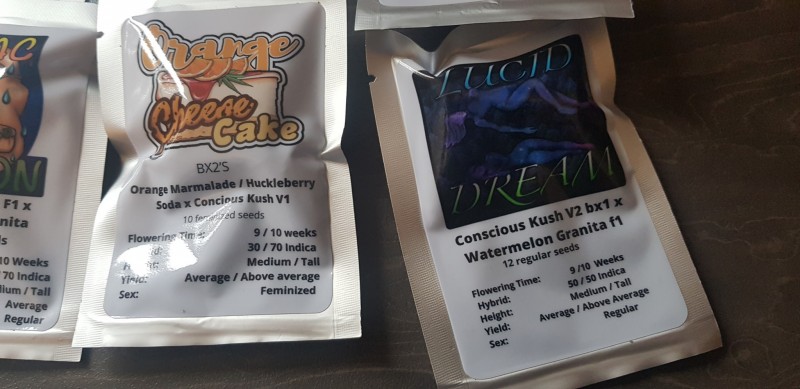 F1 x
nita
ds
10 Weeks
70 Indica
dium / Tall
Average
Regular
Orange
Cheese
Cake
BX2'S
Orange Marmalade / Huckleberry
Soda x Concious Kush V1
10 feminized seeds
Flowering Time: 9 / 10 weeks
30 / 70 Indica
Height: Medium / Tall
Yield: Average / Above average
Sex: Feminized
LUCID
DREAM
Conscious Kush V2 bx1 x
Watermelon Granita f1
12 regular seeds
Flowering Time: 9 /10 Weeks
Hybrid: 50 / 50 Indica
Height: Medium / Tall
Yield: Average / Above Average
Sex: Regular